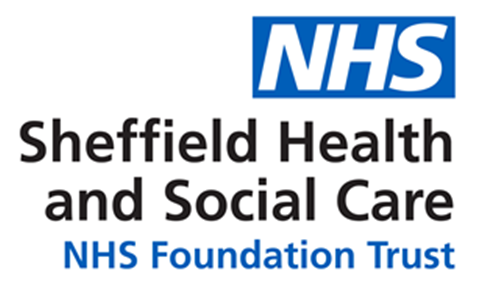 NHS
Sheffield Health
and Social Care
NHS Foundation Trust